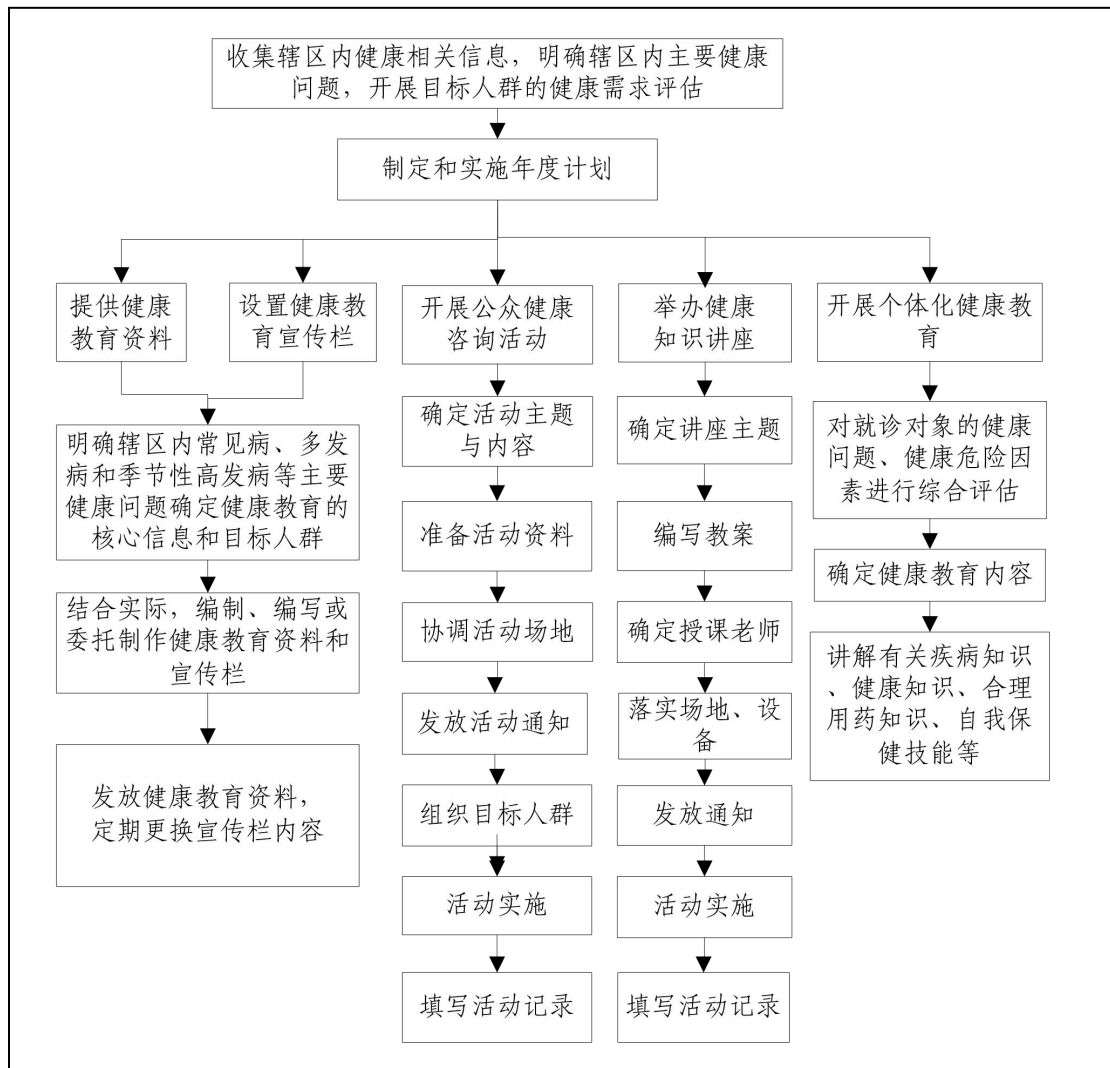 收集辖区内健康相关信息，明确辖区内主要健康
问题，开展目标人群的健康需求评估
制定和实施年度计划
提供健康
教育资料
设置健康教
育宣传栏
明确辖区内常见病、多发
病和季节性高发病等主要
健康问题确定健康教育的
核心信息和目标人群
结合实际，编制、编写或
委托制作健康教育资料和
宣传栏
发放健康教育资料，
定期更换宣传栏内容
开展公众健康
咨询活动
确定活动主题
与内容
准备活动资料
协调活动场地
发放活动通知
组织目标人群
活动实施
填写活动记录
举办健康
知识讲座
确定讲座主题
编写教案
确定授课老师
落实场地、设
备
发放通知
活动实施
填写活动记录
开展个体化健康教
育
对就诊对象的健康
问题、健康危险因
素进行综合评估
确定健康教育内容
讲解有关疾病知识
、健康知识、合理
用药知识、自我保
健技能等